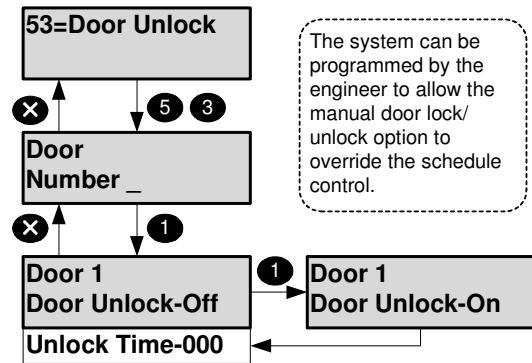 53=Door Unlock
The system can be
programmed by the
engineer to allow the
manual door lock/
unlock option to
override the schedule
control.
5 3
Door
Number _
1
Door 1
Door Unlock-Off
1
Door 1
Door Unlock-On
Unlock Time-000